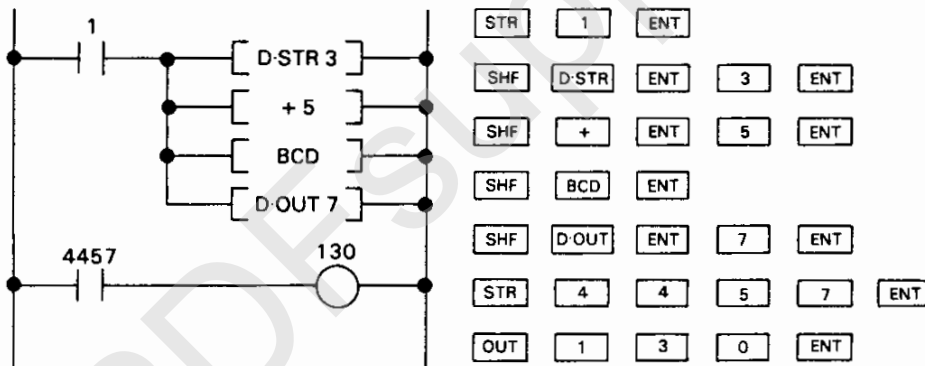 1
D·STR 3
+ 5
BCD
D·OUT 7
4457
130
STR 1 ENT
SHF D·STR ENT 3 ENT
SHF + ENT 5 ENT
SHF BCD ENT
SHF D·OUT ENT 7 ENT
STR 4 4 5 7 ENT
OUT 1 3 0 ENT
PDFsup